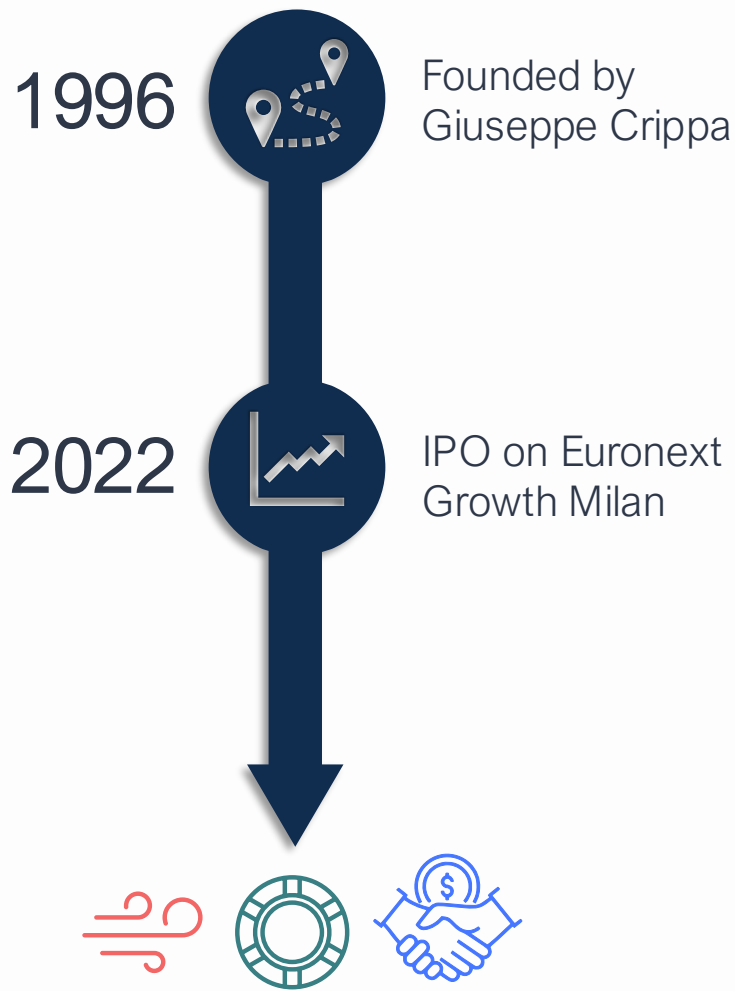 1996
Founded by
Giuseppe Crippa
2022
IPO on Euronext
Growth Milan
$